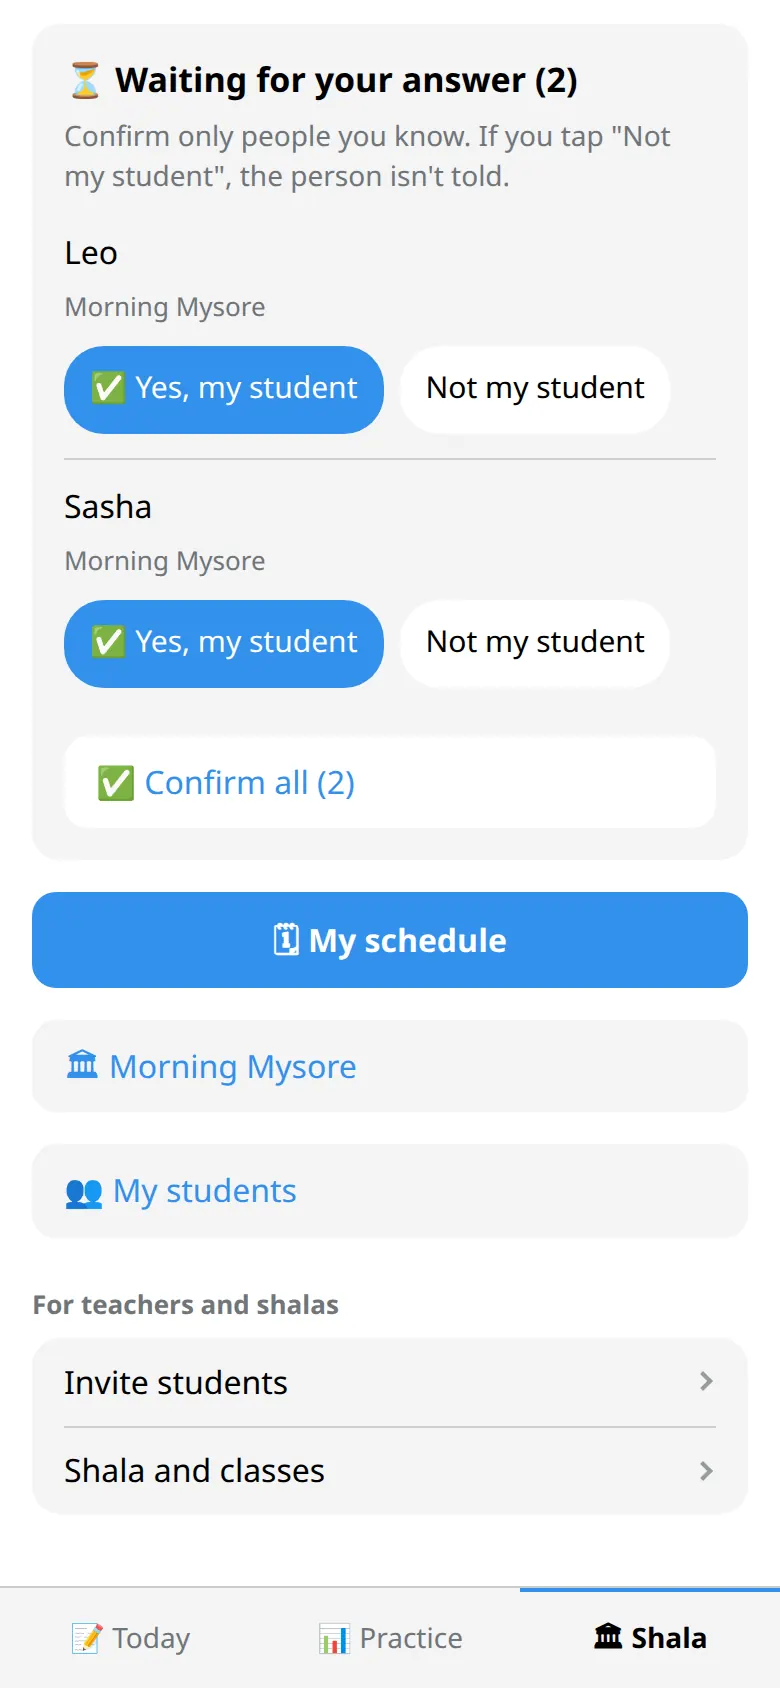 ⏳ Waiting for your answer (2)
Confirm only people you know. If you tap "Not
my student", the person isn't told.
Leo
Morning Mysore
✅ Yes, my student
Not my student
Sasha
Morning Mysore
✅ Yes, my student
Not my student
✅ Confirm all (2)
🗓 My schedule
🏛 Morning Mysore
👥 My students
For teachers and shalas
Invite students
Shala and classes
📝 Today
📊 Practice
🏛 Shala